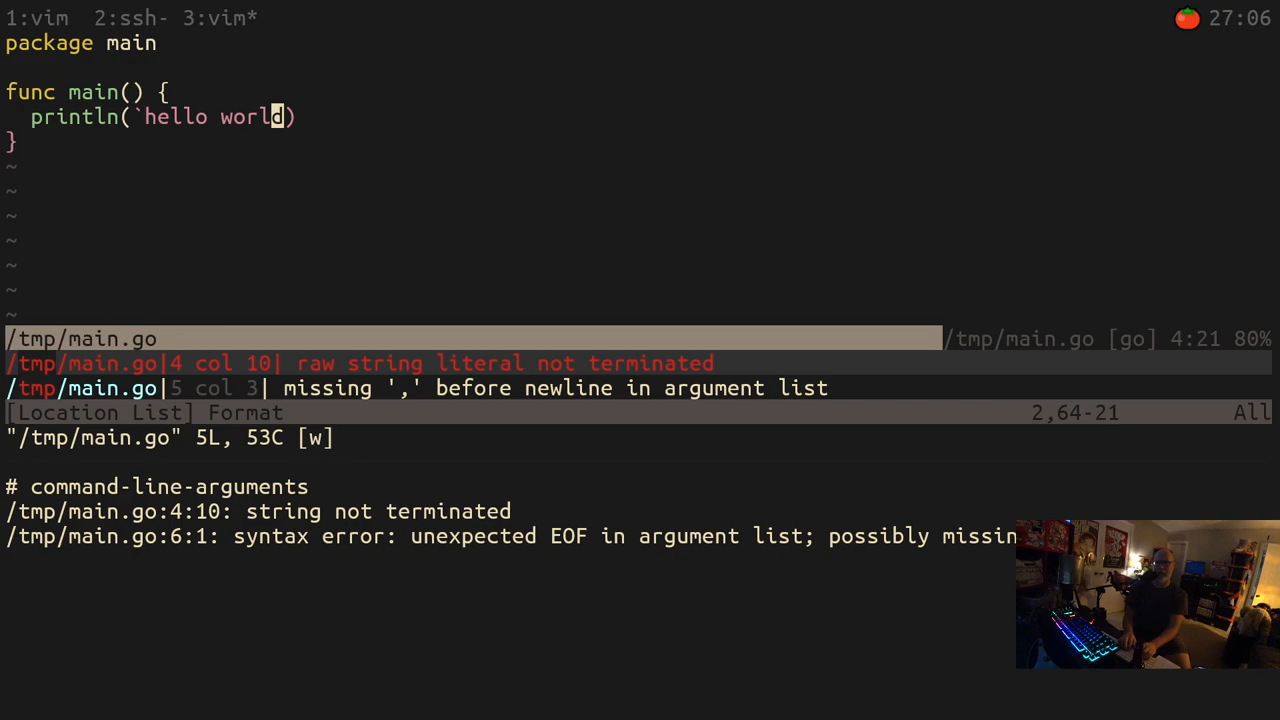 1:vim  2:ssh- 3:vim*
🍅 27:06
package main
func main() {
  println(`hello world)
}
~
~
~
~
~
~
~
/tmp/main.go
/tmp/main.go [go] 4:21 80%
/tmp/main.go|4 col 10| raw string literal not terminated
/tmp/main.go|5 col 3| missing ',' before newline in argument list
[Location List] Format
2,64-21
All
"/tmp/main.go" 5L, 53C [w]
# command-line-arguments
/tmp/main.go:4:10: string not terminated
/tmp/main.go:6:1: syntax error: unexpected EOF in argument list; possibly missin